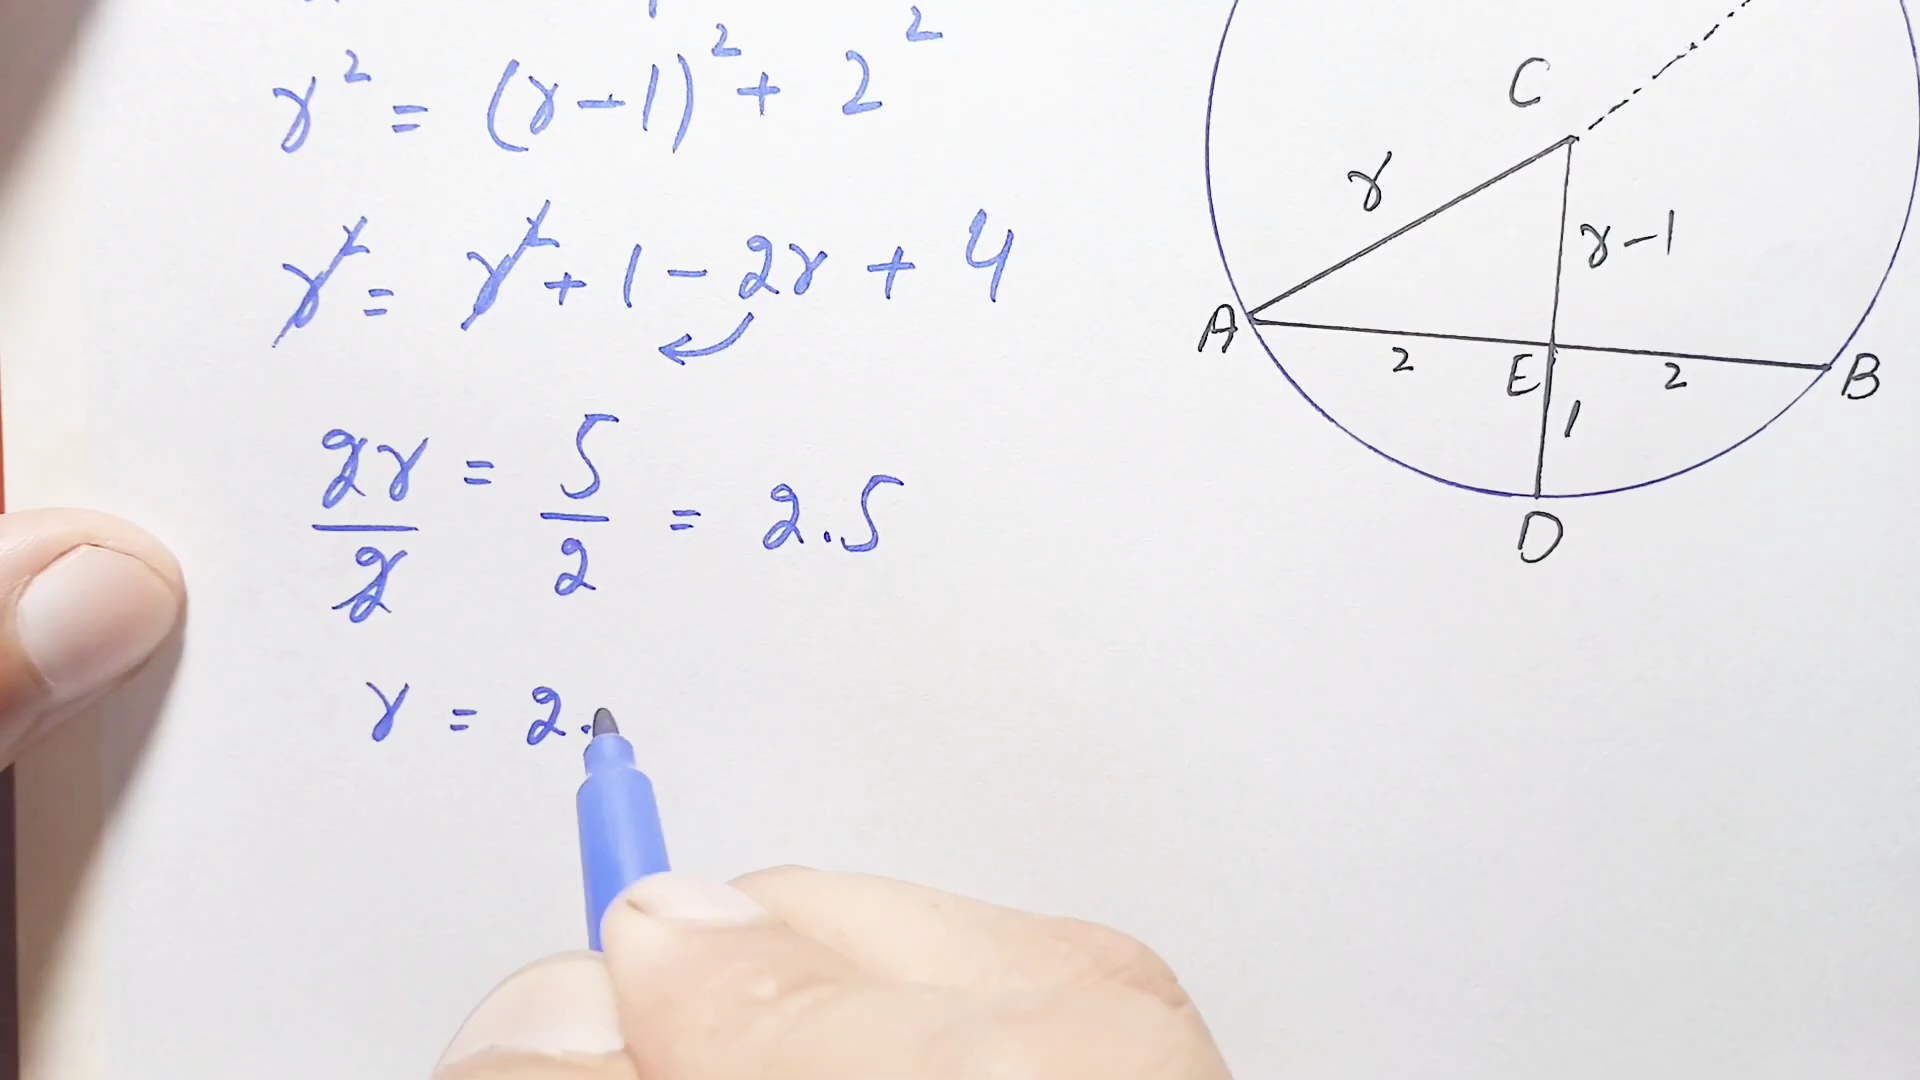 r² = (r-1)² + 2²
r² = r² + 1 - 2r + 4
2r/2 = 5/2 = 2.5
r = 2.
C
r
r-1
A
2
E
2
B
1
D